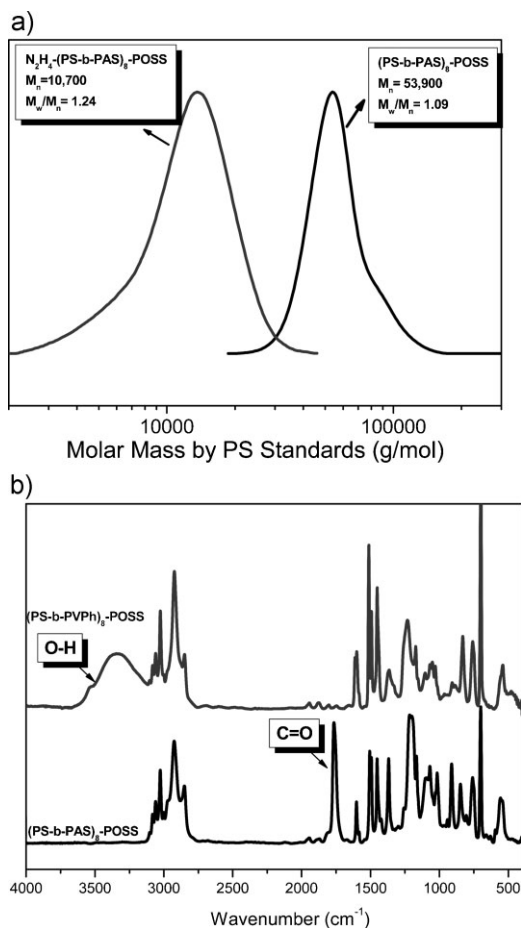 a)
N₂H₄-(PS-b-PAS)₈-POSS
Mₙ=10,700
M_w/Mₙ= 1.24
(PS-b-PAS)₈-POSS
Mₙ = 53,900
M_w/Mₙ = 1.09
10000
100000
Molar Mass by PS Standards (g/mol)
b)
(PS-b-PVPh)₈-POSS
O-H
C=O
(PS-b-PAS)₈-POSS
4000 3500 3000 2500 2000 1500 1000 500
Wavenumber (cm⁻¹)